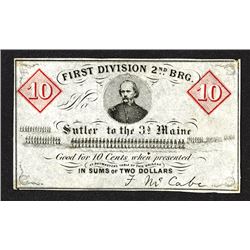 FIRST DIVISION 2ND BRG.
10 10
No
Sutler to the 3d Maine
Good for 10 Cents when presented
IN SUMS OF TWO DOLLARS
F. McCabe